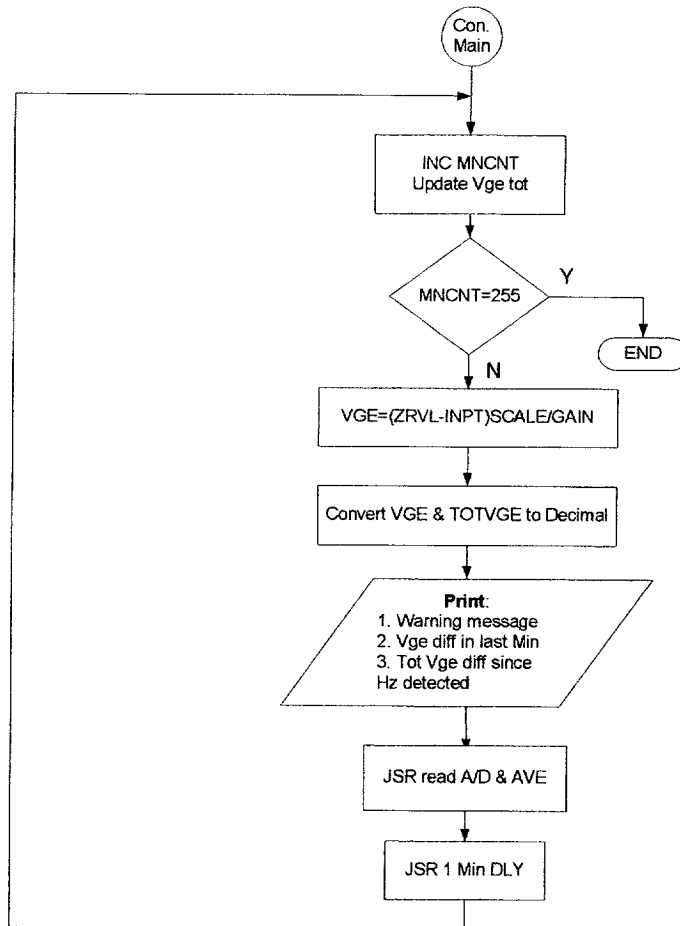 Con.
Main
INC MNCNT
Update Vge tot
MNCNT=255
Y
END
N
VGE=(ZRVL-INPT)SCALE/GAIN
Convert VGE & TOTVGE to Decimal
Print:
1. Warning message
2. Vge diff in last Min
3. Tot Vge diff since
Hz detected
JSR read A/D & AVE
JSR 1 Min DLY